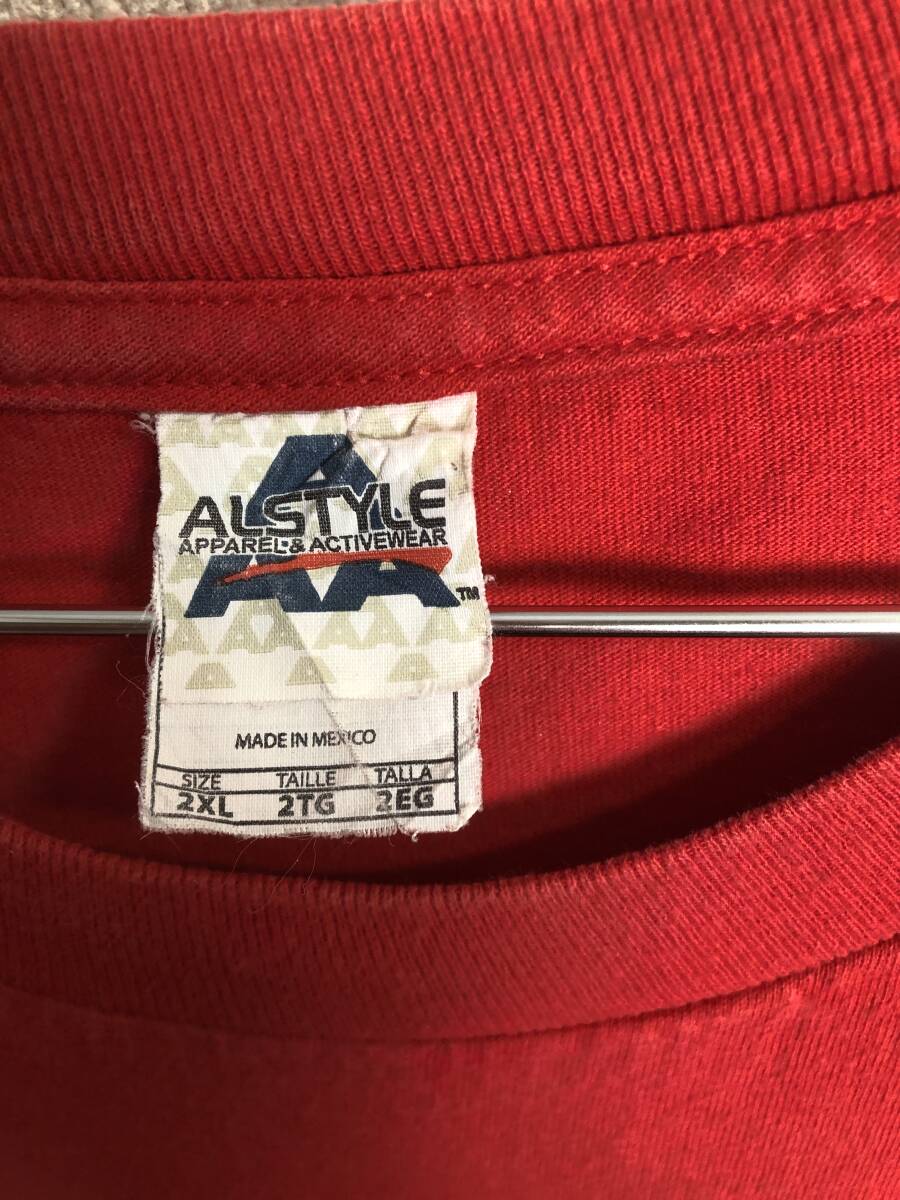 ALSTYLE
APPAREL & ACTIVEWEAR
AAA
TM
MADE IN MEXICO
SIZE TAILLE TALLA
2XL 2TG 2EG